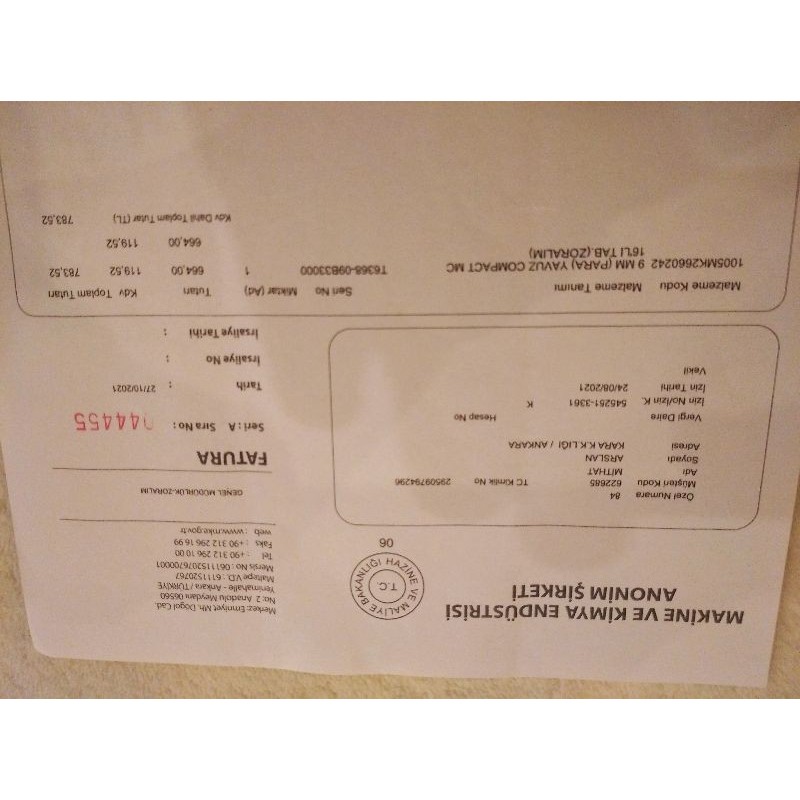 MAKİNE VE KİMYA ENDÜSTRİSİ
ANONİM ŞİRKETİ
T.C.
HAZİNE VE MALİYE BAKANLIĞI
06
Merkez: Emniyet Mh. Dögol Cad.
No: 2 Anadolu Meydanı 06560
Yenimahalle - Ankara / TÜRKİYE
Maltepe V.D. : 6111520767
Mersis No : 0611152076700001
Tel : +90 312 296 10 00
Faks : +90 312 296 16 99
web : www.mke.gov.tr
GENEL MÜDÜRLÜK-ZORALIM
FATURA
Seri : A Sıra No : 044455
Tarih : 27/10/2021
İrsaliye No :
İrsaliye Tarihi :
Özel Numara 84
Müşteri Kodu 622685 TC Kimlik No 29509794296
Adı MİTHAT
Soyadı ARSLAN
Adresi KARA K.K.LIĞI / ANKARA
Vergi Daire Hesap No
İzin No/İzin K. 545251-3361 K
İzin Tarihi 24/08/2021
Vekil
Malzeme Kodu Malzeme Tanımı Seri No Miktar (Ad) Tutarı Kdv Toplam Tutarı
1005MK2660242 9 MM (PARA) YAVUZ COMPACT MC T6368-09B33000 1 664,00 119,52 783,52
16'LI TAB.(ZORALIM)
664,00 119,52
Kdv Dahil Toplam Tutar (TL) 783,52